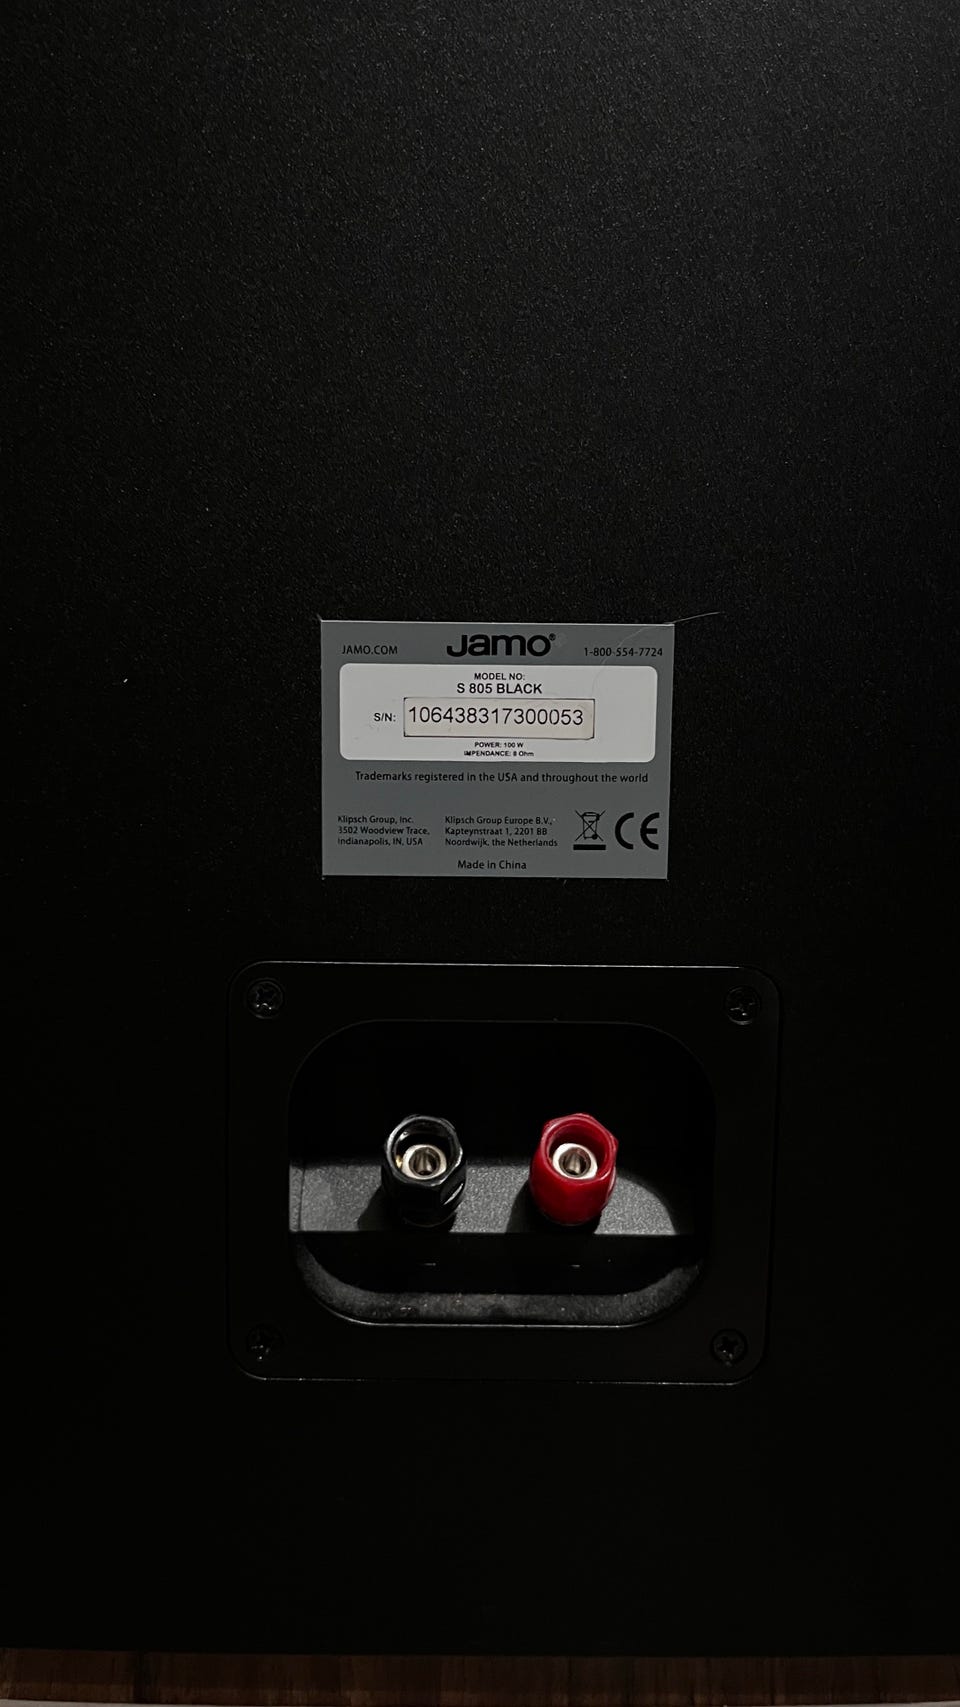 JAMO.COM Jamo® 1-800-554-7724
MODEL NO:
S 805 BLACK
S/N: 106438317300053
POWER: 100 W
IMPENDANCE: 8 Ohm
Trademarks registered in the USA and throughout the world
Klipsch Group, Inc.
3502 Woodview Trace,
Indianapolis, IN, USA
Klipsch Group Europe B.V.,
Kapteynstraat 1, 2201 BB
Noordwijk, the Netherlands
CE
Made in China